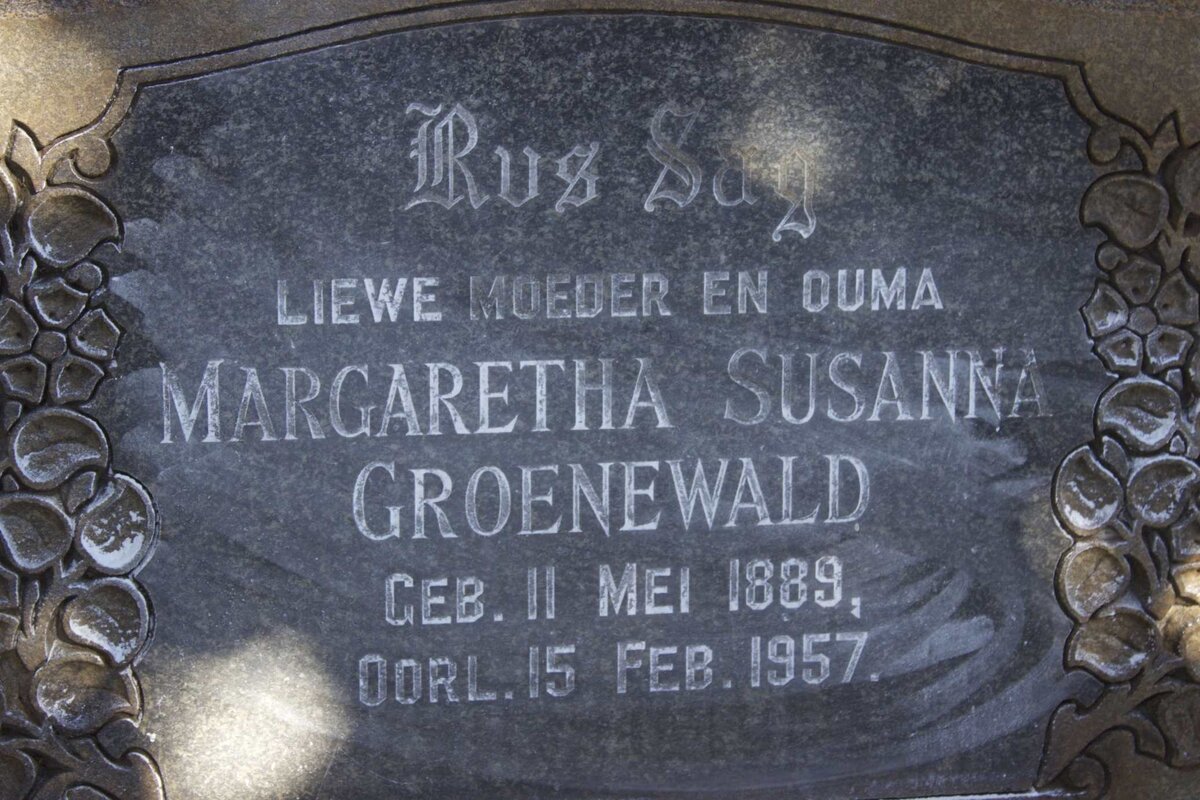 Rus Sag
LIEWE MOEDER EN OUMA
MARGARETHA SUSANNA
GROENEWALD
GEB. 11 MEI 1889,
OORL. 15 FEB. 1957.